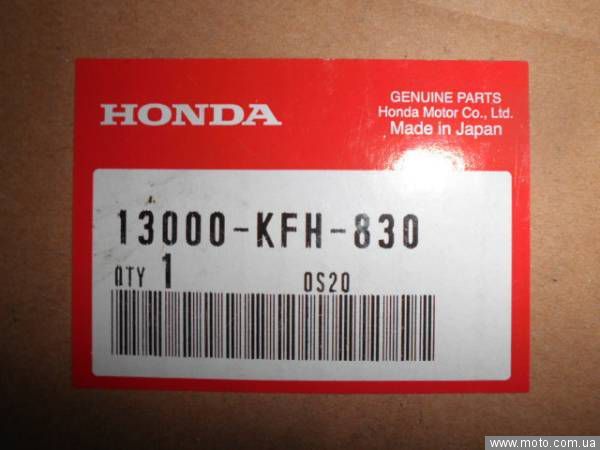 HONDA
GENUINE PARTS
Honda Motor Co., Ltd.
Made in Japan
13000-KFH-830
QTY 1 0S20
www.moto.com.ua